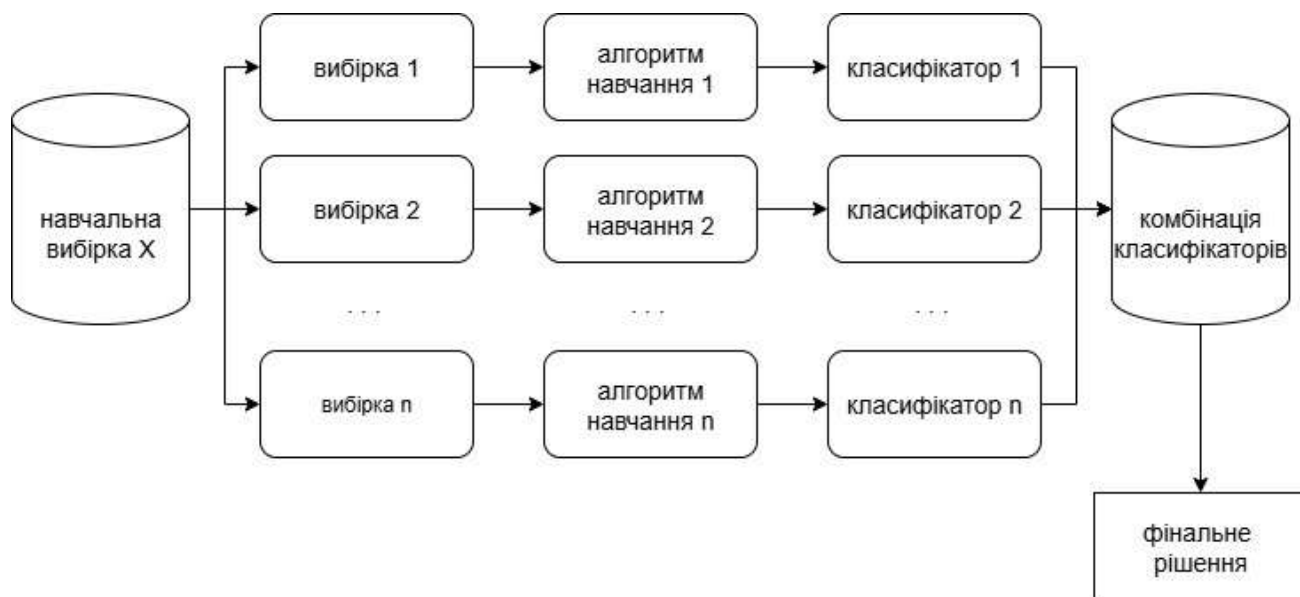 навчальна
вибірка X
вибірка 1
алгоритм
навчання 1
класифікатор 1
вибірка 2
алгоритм
навчання 2
класифікатор 2
. . .
. . .
. . .
вибірка n
алгоритм
навчання n
класифікатор n
комбінація
класифікаторів
фінальне
рішення